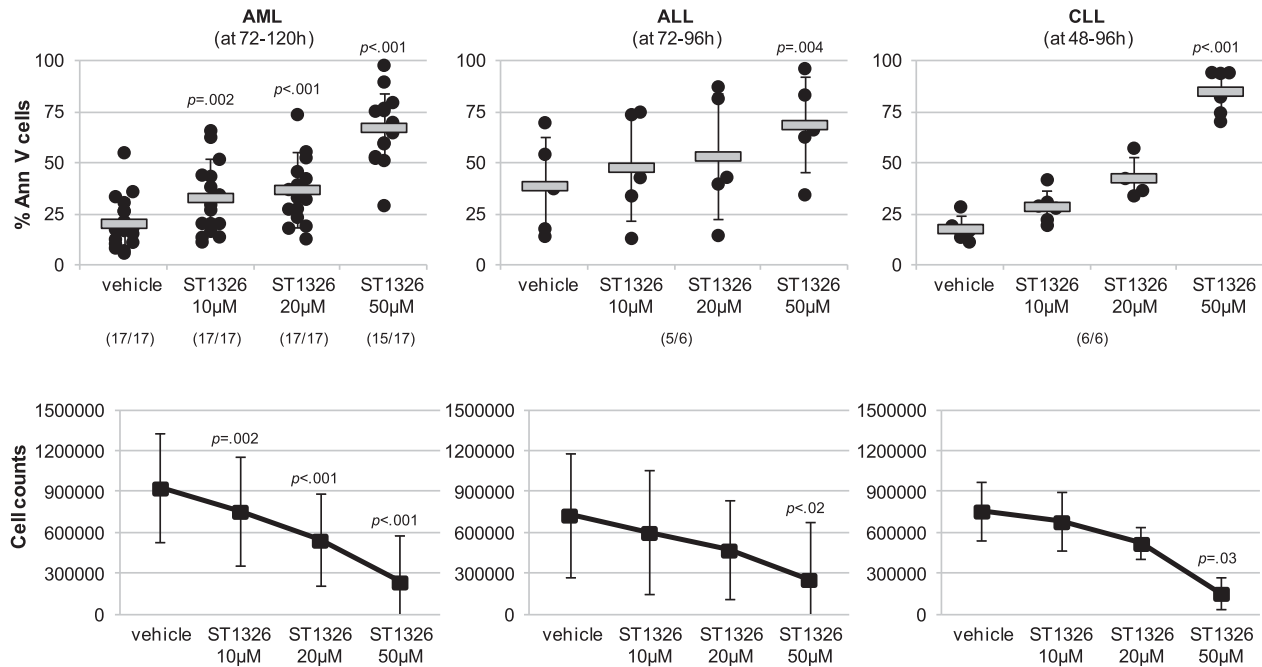 AML
(at 72-120h)
% Ann V cells
100
75
50
25
0
p=.002
p<.001
p<.001
vehicle
ST1326
10µM
ST1326
20µM
ST1326
50µM
(17/17)
(17/17)
(17/17)
(15/17)
ALL
(at 72-96h)
100
75
50
25
0
p=.004
vehicle
ST1326
10µM
ST1326
20µM
ST1326
50µM
(5/6)
CLL
(at 48-96h)
100
75
50
25
0
p<.001
vehicle
ST1326
10µM
ST1326
20µM
ST1326
50µM
(6/6)
Cell counts
1500000
1200000
900000
600000
300000
0
p=.002
p<.001
p<.001
vehicle
ST1326
10µM
ST1326
20µM
ST1326
50µM
1500000
1200000
900000
600000
300000
0
p<.02
vehicle
ST1326
10µM
ST1326
20µM
ST1326
50µM
1500000
1200000
900000
600000
300000
0
p=.03
vehicle
ST1326
10µM
ST1326
20µM
ST1326
50µM